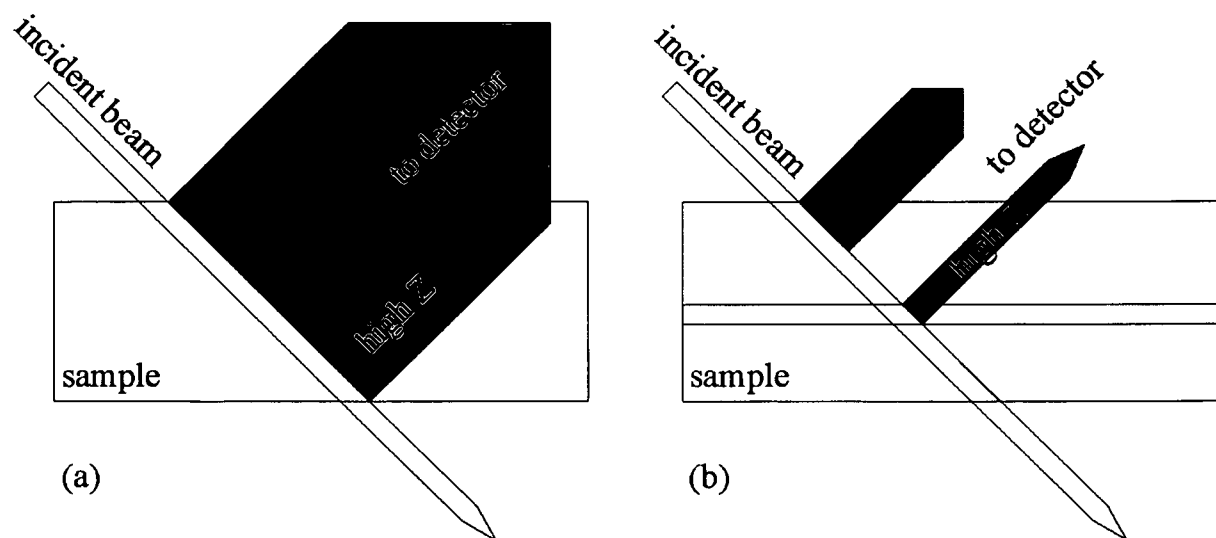 incident beam
to detector
high Z
sample
(a)
incident beam
to detector
high
sample
(b)